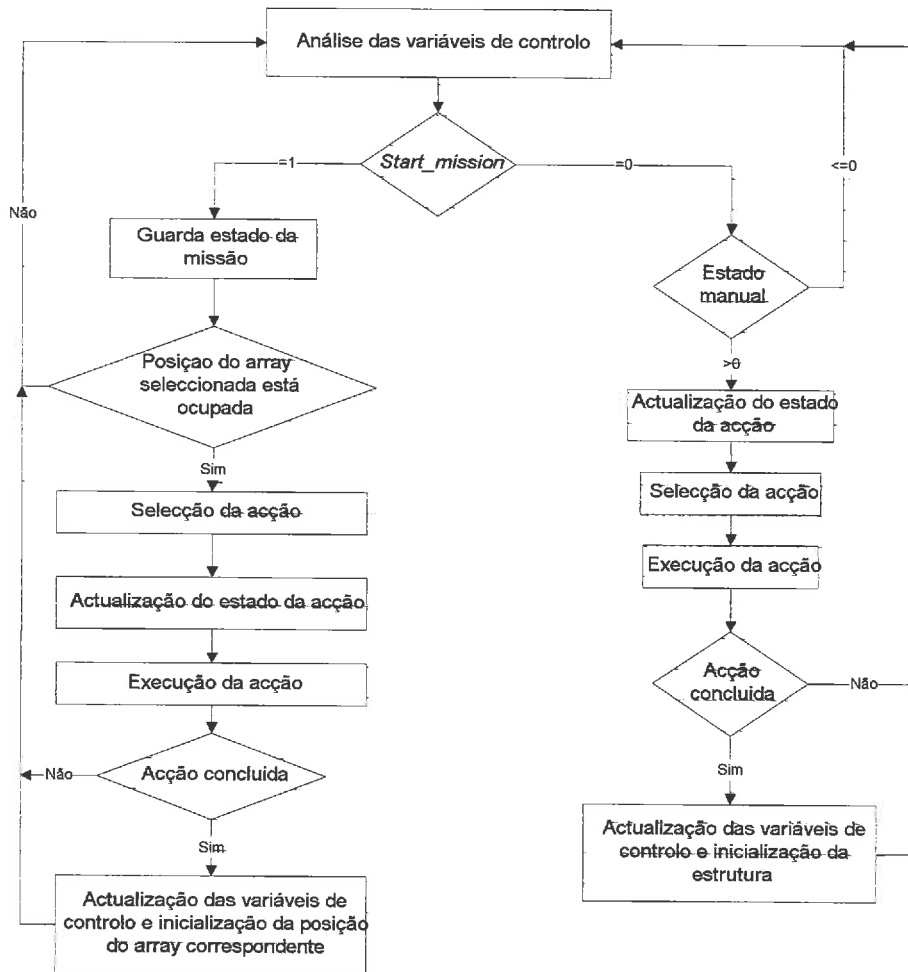 Análise das variáveis de controlo
Start_mission
=1
=0
<=0
Não
Guarda estado da
missão
Estado
manual
>0
Posiçao do array
seleccionada está
ocupada
Actualização do estado
da acção
Sim
Selecção da acção
Selecção da acção
Execução da acção
Actualização do estado da acção
Execução da acção
Acção
concluida
Não
Acção concluida
Não
Sim
Sim
Actualização das variáveis de
controlo e inicialização da
estrutura
Actualização das variáveis de
controlo e inicialização da posição
do array correspondente